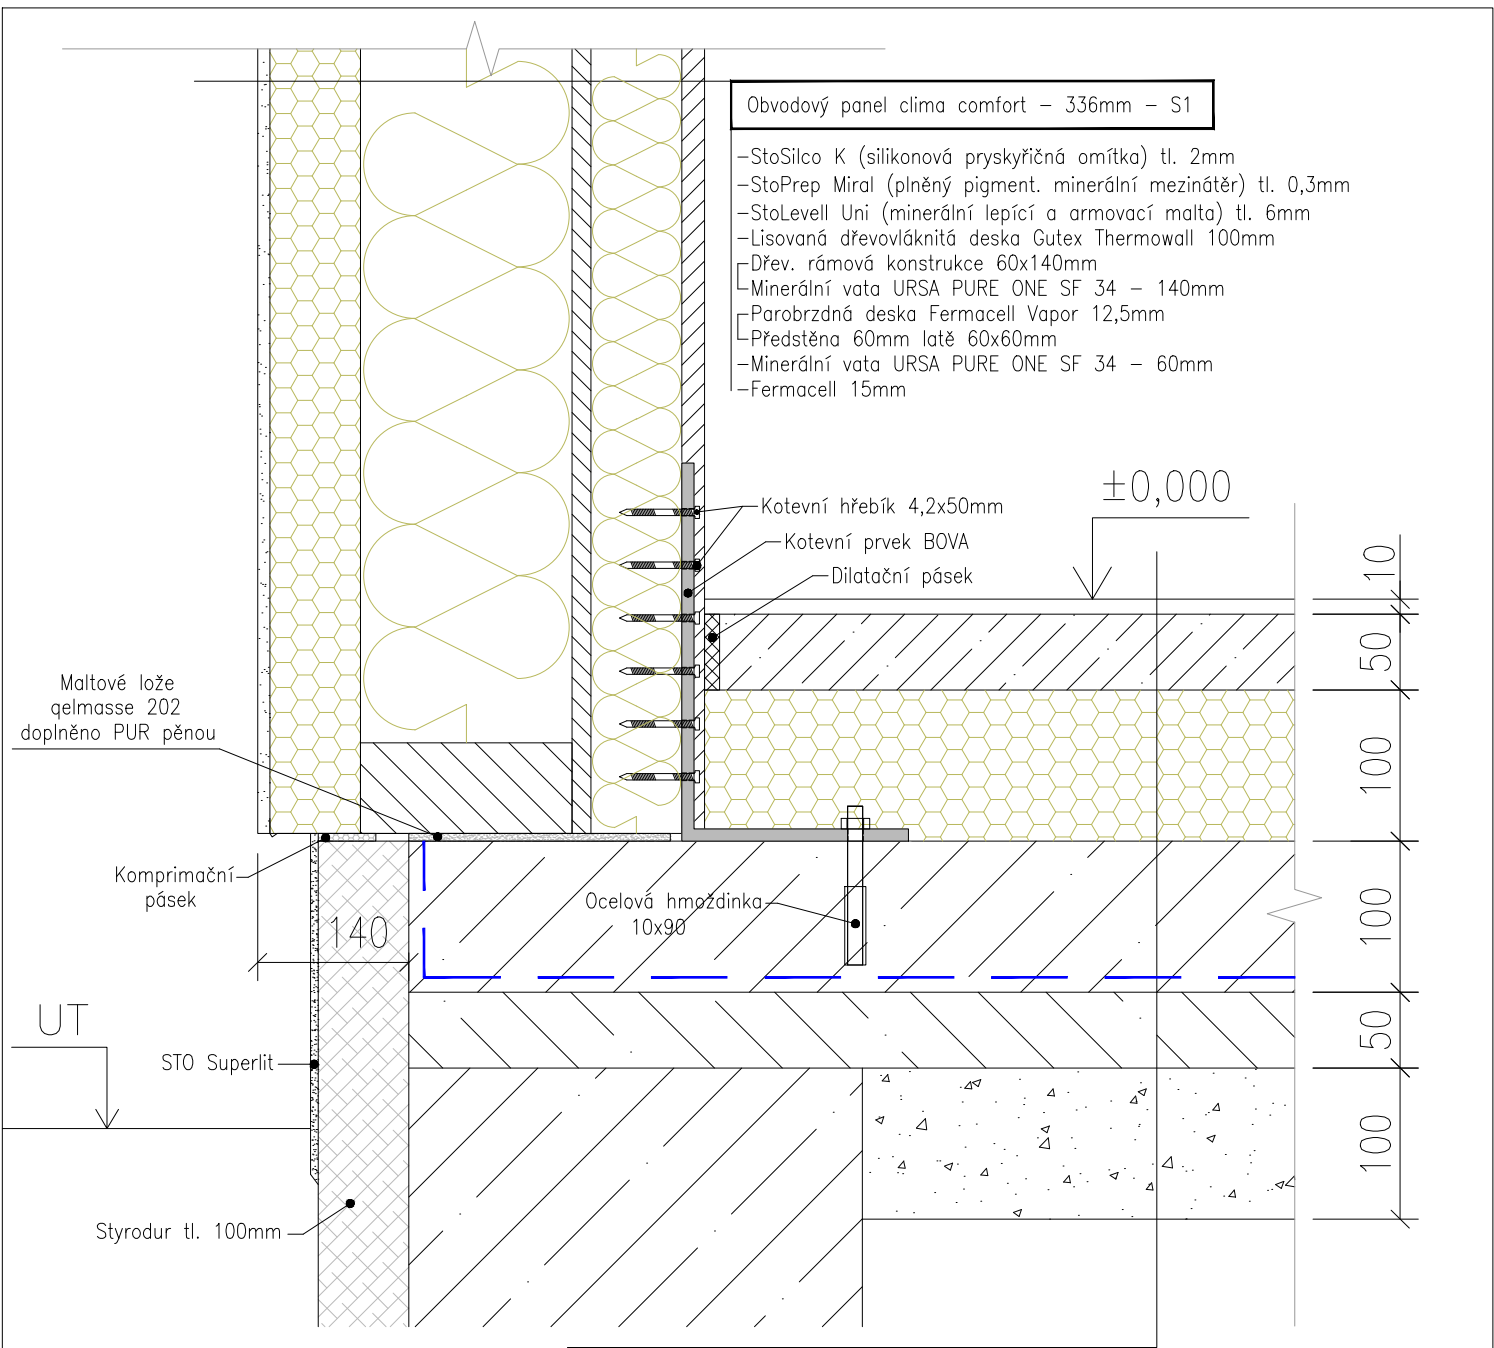 Obvodový panel clima comfort – 336mm – S1
-StoSilco K (silikonová pryskyřičná omítka) tl. 2mm
-StoPrep Miral (plněný pigment. minerální mezinátěr) tl. 0,3mm
-StoLevell Uni (minerální lepící a armovací malta) tl. 6mm
-Lisovaná dřevovláknitá deska Gutex Thermowall 100mm
Dřev. rámová konstrukce 60x140mm
Minerální vata URSA PURE ONE SF 34 – 140mm
Parobrzdná deska Fermacell Vapor 12,5mm
Předstěna 60mm latě 60x60mm
-Minerální vata URSA PURE ONE SF 34 – 60mm
-Fermacell 15mm
±0,000
Kotevní hřebík 4,2x50mm
Kotevní prvek BOVA
Dilatační pásek
10
50
100
100
50
100
Maltové lože
qelmasse 202
doplněno PUR pěnou
Komprimační
pásek
140
Ocelová hmoždinka
10x90
UT
STO Superlit
Styrodur tl. 100mm